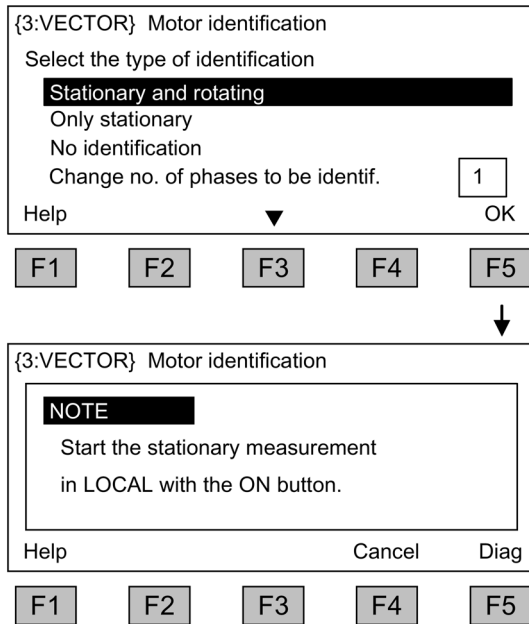 {3:VECTOR} Motor identification
Select the type of identification
Stationary and rotating
Only stationary
No identification
Change no. of phases to be identif. 1
Help OK
F1 F2 F3 F4 F5
{3:VECTOR} Motor identification
NOTE
Start the stationary measurement
in LOCAL with the ON button.
Help Cancel Diag
F1 F2 F3 F4 F5